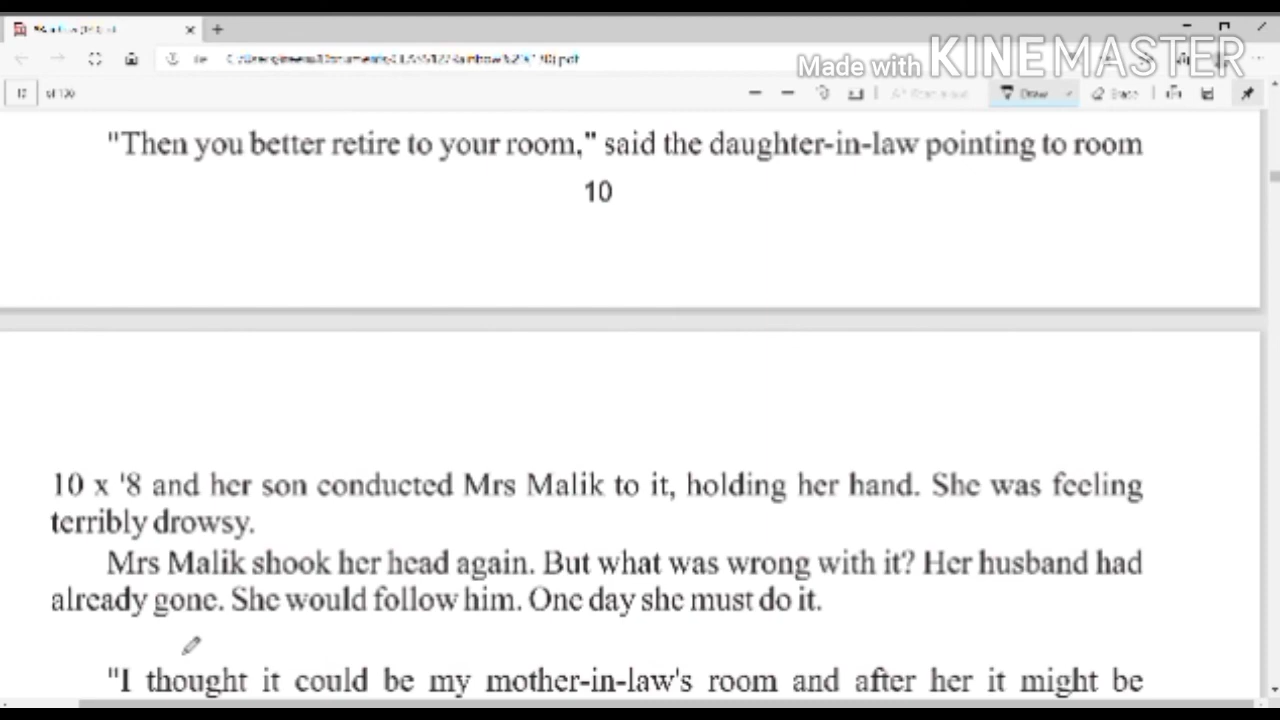 Made with KINEMASTER
of 130
Draw
Erase
"Then you better retire to your room," said the daughter-in-law pointing to room
10
10 x '8 and her son conducted Mrs Malik to it, holding her hand. She was feeling
terribly drowsy.
Mrs Malik shook her head again. But what was wrong with it? Her husband had
already gone. She would follow him. One day she must do it.
"I thought it could be my mother-in-law's room and after her it might be